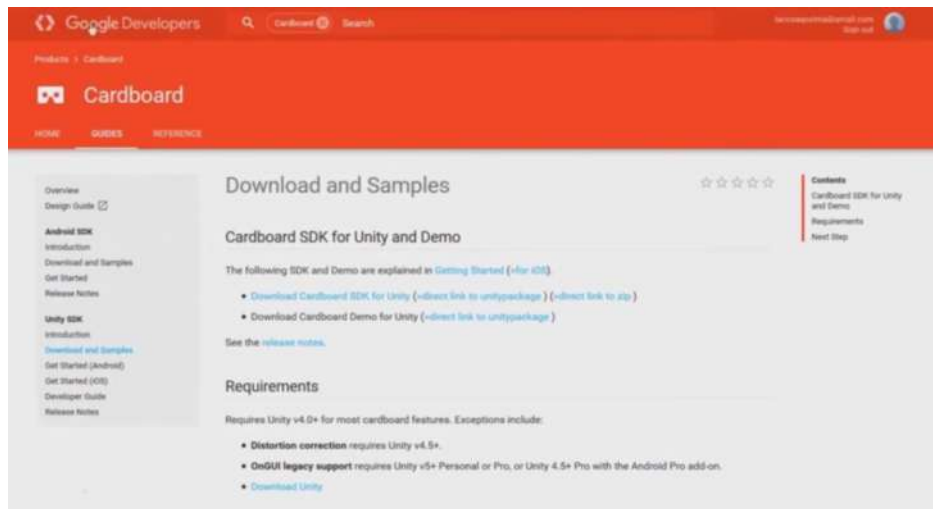 Google Developers
Cardboard
Search
Sign out
Products > Cardboard
Cardboard
HOME GUIDES REFERENCE
Overview
Design Guide
Android SDK
Introduction
Download and Samples
Get Started
Release Notes
Unity SDK
Introduction
Download and Samples
Get Started (Android)
Get Started (iOS)
Developer Guide
Release Notes
Download and Samples
Cardboard SDK for Unity and Demo
The following SDK and Demo are explained in Getting Started (»for iOS).
• Download Cardboard SDK for Unity (»direct link to unitypackage ) (»direct link to zip )
• Download Cardboard Demo for Unity (»direct link to unitypackage )
See the release notes.
Requirements
Requires Unity v4.0+ for most cardboard features. Exceptions include:
• Distortion correction requires Unity v4.5+.
• OnGUI legacy support requires Unity v5+ Personal or Pro, or Unity 4.5+ Pro with the Android Pro add-on.
• Download Unity
Contents
Cardboard SDK for Unity
and Demo
Requirements
Next Step